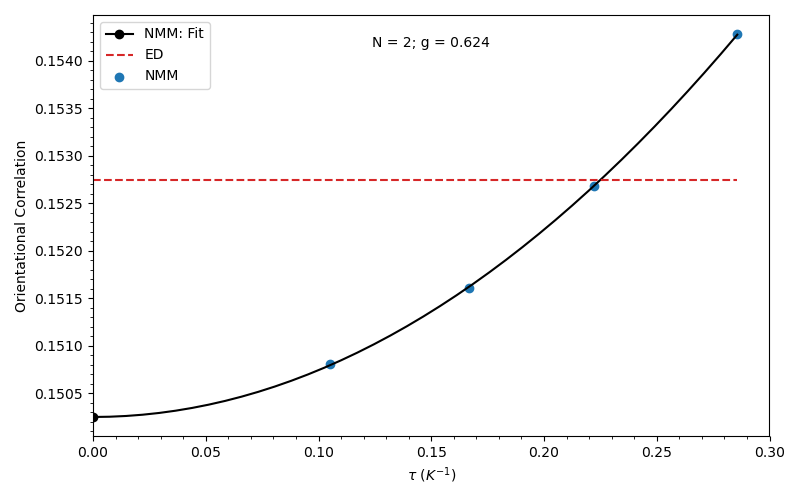 NMM: Fit
ED
NMM
N = 2; g = 0.624
Orientational Correlation
0.1540
0.1535
0.1530
0.1525
0.1520
0.1515
0.1510
0.1505
0.00 0.05 0.10 0.15 0.20 0.25 0.30
τ (K⁻¹)